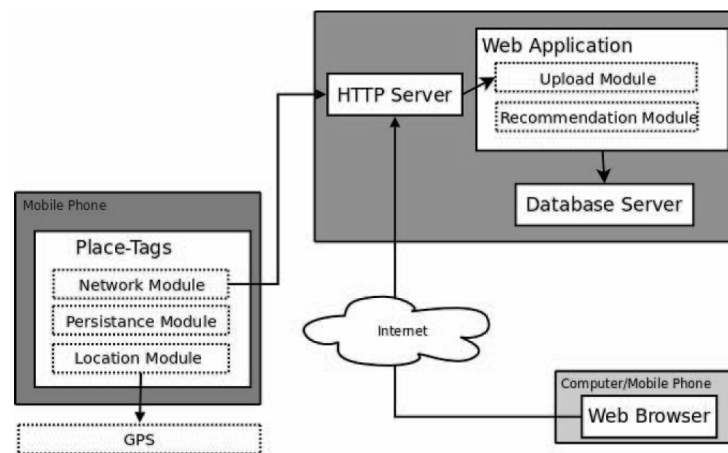 Web Application
Upload Module
HTTP Server
Recommendation Module
Database Server
Mobile Phone
Place-Tags
Network Module
Persistance Module
Location Module
GPS
Internet
Computer/Mobile Phone
Web Browser